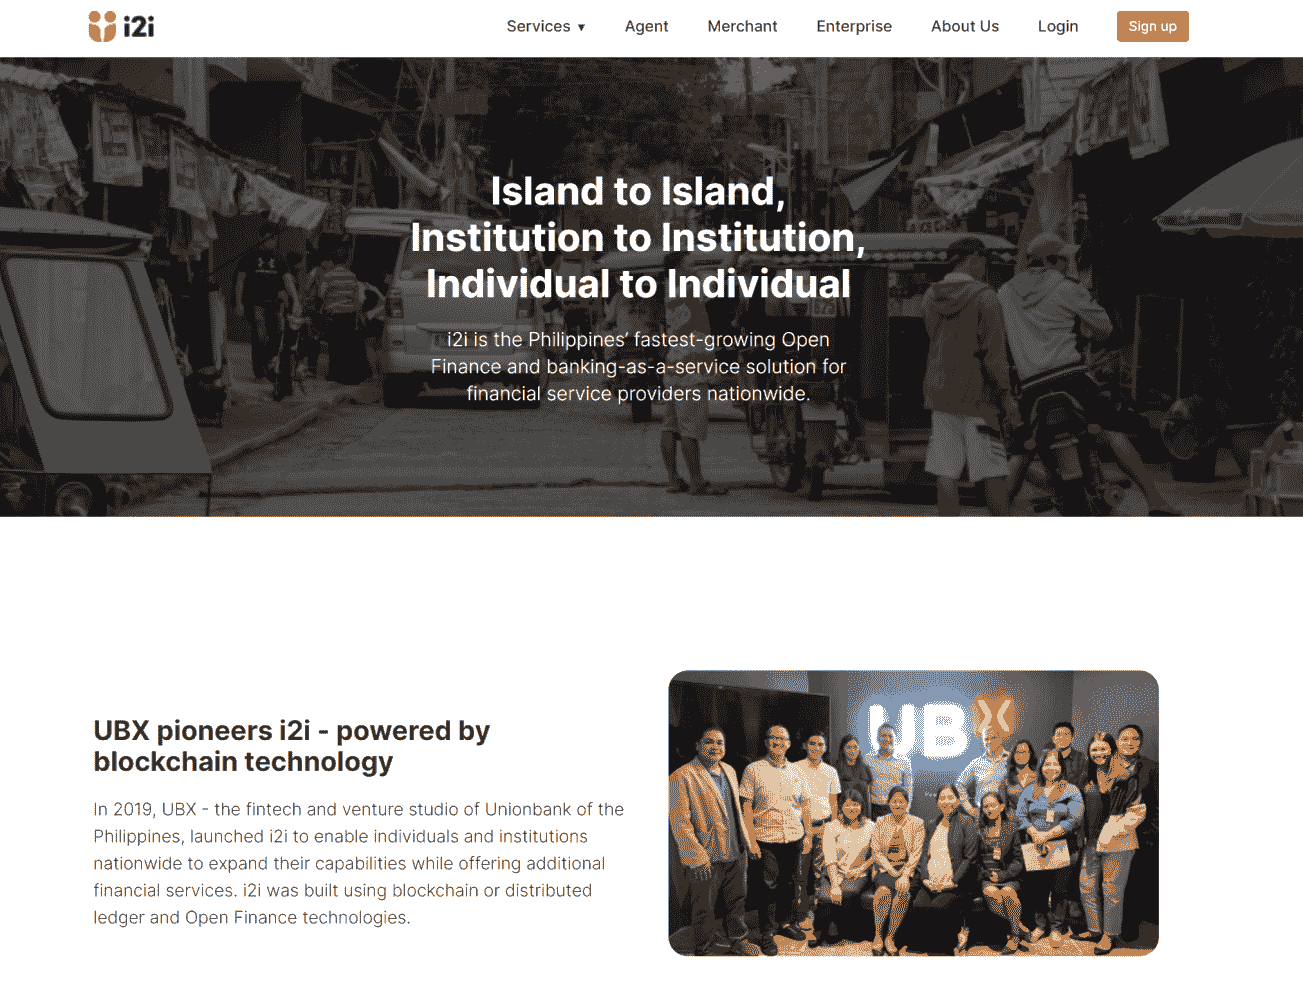 i2i
Services ▼ Agent Merchant Enterprise About Us Login Sign up
Island to Island,
Institution to Institution,
Individual to Individual
i2i is the Philippines' fastest-growing Open
Finance and banking-as-a-service solution for
financial service providers nationwide.
UBX
UBX pioneers i2i - powered by
blockchain technology
In 2019, UBX - the fintech and venture studio of Unionbank of the
Philippines, launched i2i to enable individuals and institutions
nationwide to expand their capabilities while offering additional
financial services. i2i was built using blockchain or distributed
ledger and Open Finance technologies.